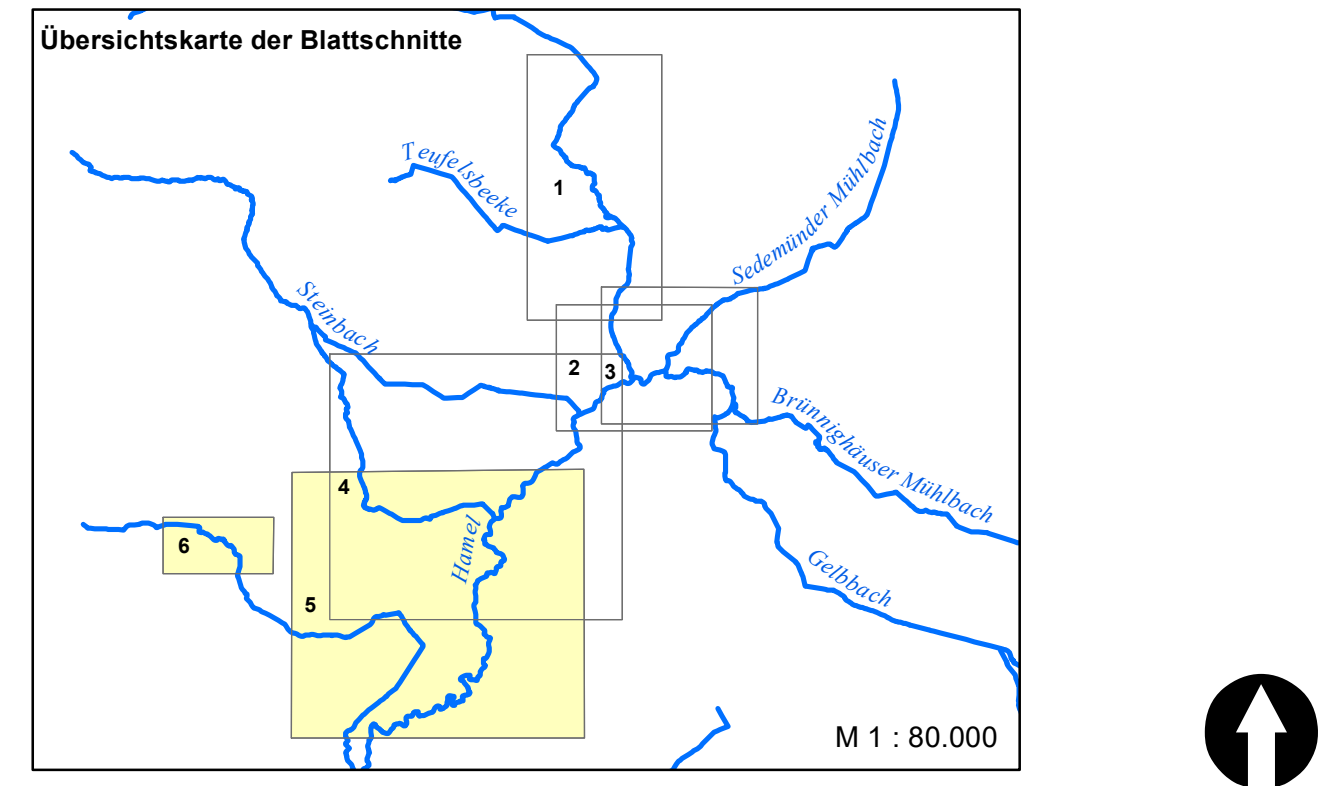 Übersichtskarte der Blattschnitte
Teufelsbeeke
1
Sedemünder Mühlbach
Steinbach
2
3
Brünnighäuser Mühlbach
4
Hamel
6
Gelbbach
5
M 1 : 80.000